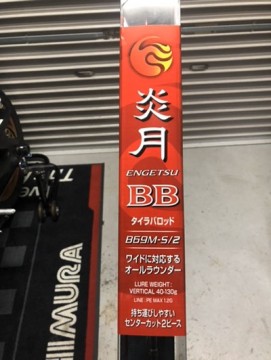 炎月
ENGETSU
BB
タイラバロッド
B69M-S/2
ワイドに対応する
オールラウンダー
LURE WEIGHT:
VERTICAL 40-130g
LINE: PE MAX 1.2号
持ち運びしやすい
センターカット2ピース